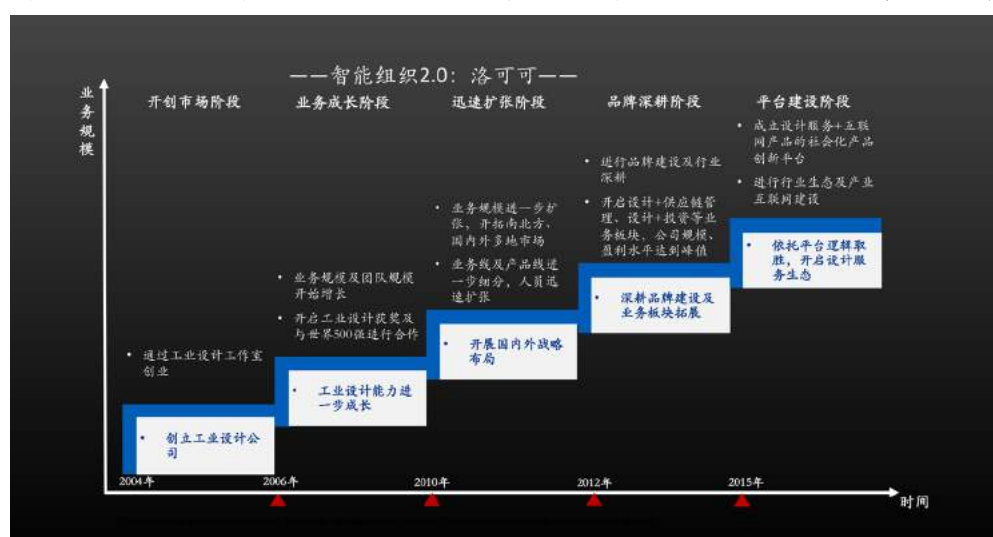 ——智能组织2.0：洛可可——
业务规模
开创市场阶段
业务成长阶段
迅速扩张阶段
品牌深耕阶段
平台建设阶段
• 通过工业设计工作室
创业
• 创立工业设计公
司
• 业务规模及团队规模
开始增长
• 开启工业设计获奖及
与世界500强进行合作
• 工业设计能力进
一步成长
• 业务规模进一步扩
张，开拓南北方、
国内外多地市场
• 业务线及产品线进
一步细分，人员迅
速扩张
• 开展国内外战略
布局
• 进行品牌建设及行业
深耕
• 开启设计+供应链管
理、设计+投资等业
务板块，公司规模、
盈利水平达到峰值
• 深耕品牌建设及
业务板块拓展
• 成立设计服务+互联
网产品的社会化产品
创新平台
• 进行行业生态及产业
互联网建设
• 依托平台逻辑取
胜，开启设计服
务生态
2004年
2006年
2010年
2012年
2015年
时间